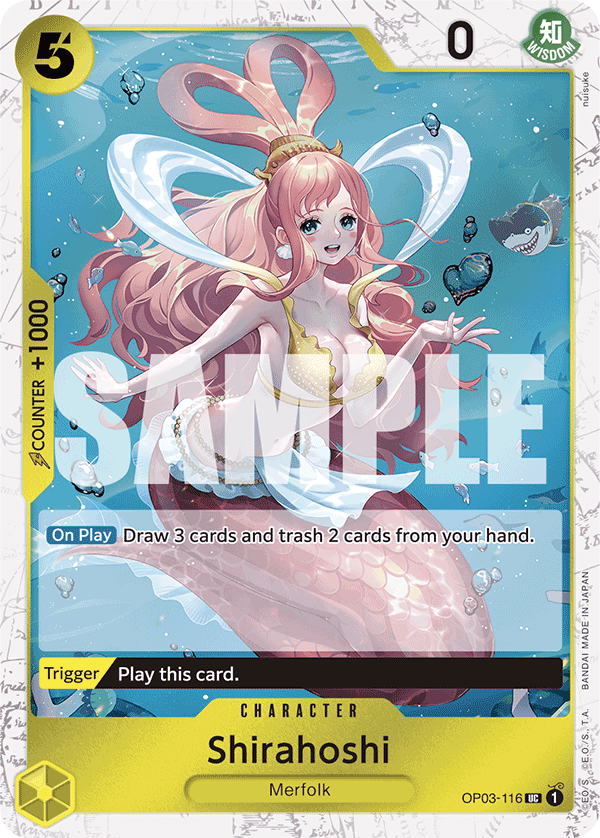 5
0
知
WISDOM
nuisuke
COUNTER +1000
SAMPLE
On Play Draw 3 cards and trash 2 cards from your hand.
Trigger Play this card.
CHARACTER
Shirahoshi
Merfolk
OP03-116 UC 1
©E.O./S. ©E.O./S.,T.A. BANDAI MADE IN JAPAN